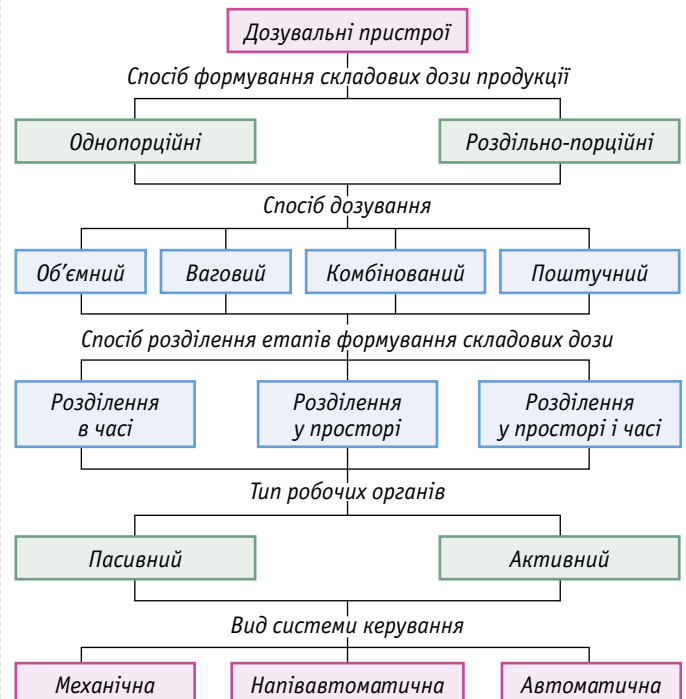 Дозувальні пристрої
Спосіб формування складових дози продукції
Однопорційні
Роздільно-порційні
Спосіб дозування
Об’ємний
Ваговий
Комбінований
Поштучний
Спосіб розділення етапів формування складових дози
Розділення
в часі
Розділення
у просторі
Розділення
у просторі і часі
Тип робочих органів
Пасивний
Активний
Вид системи керування
Механічна
Напівавтоматична
Автоматична